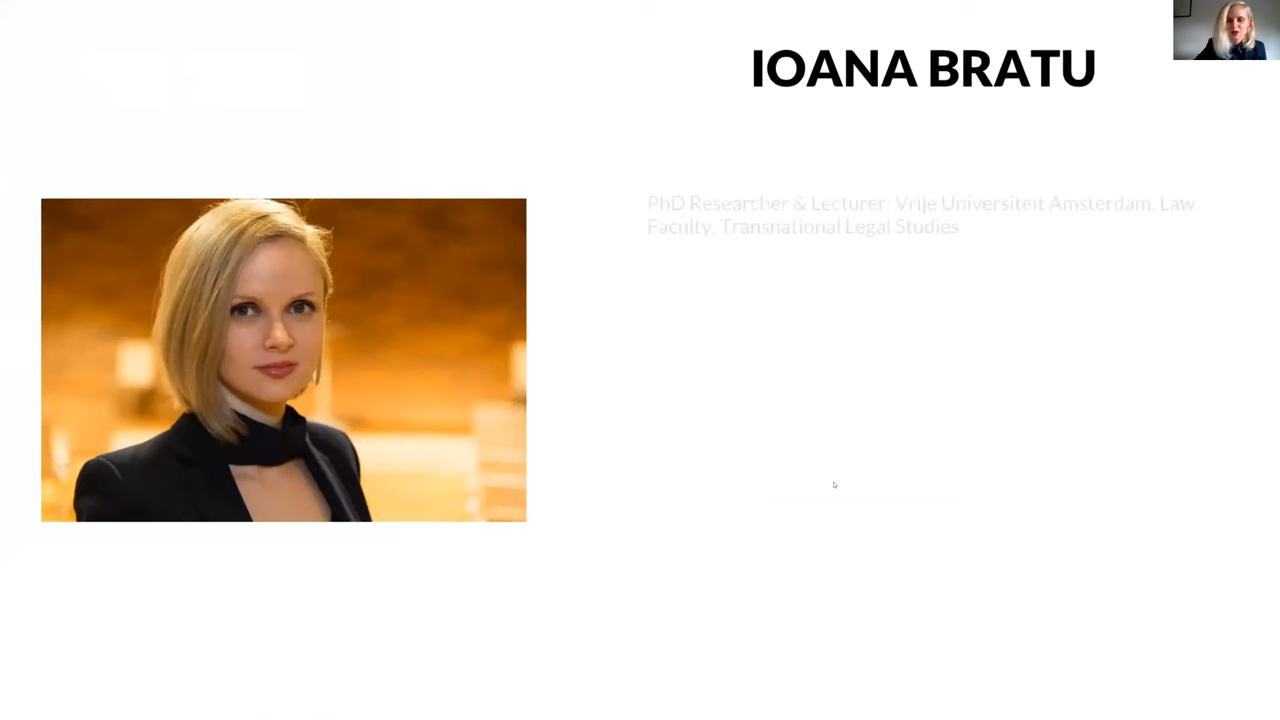 IOANA BRATU
PhD Researcher & Lecturer: Vrije Universiteit Amsterdam, Law
Faculty, Transnational Legal Studies